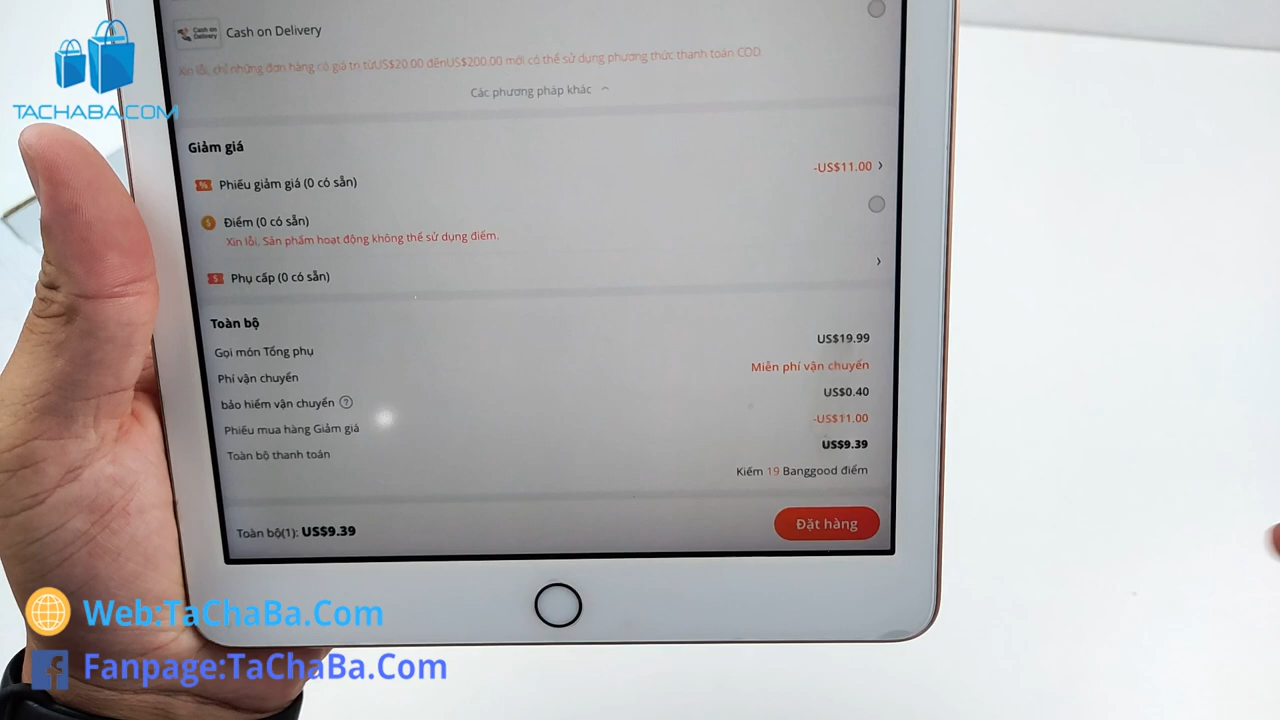 TACHABA.COM
Cash on Delivery
Cash on Delivery
Xin lỗi, chỉ những đơn hàng có giá trị từUS$20.00 đếnUS$200.00 mới có thể sử dụng phương thức thanh toán COD.
Các phương pháp khác
Giảm giá
Phiếu giảm giá (0 có sẵn) -US$11.00
Điểm (0 có sẵn)
Xin lỗi, Sản phẩm hoạt động không thể sử dụng điểm.
Phụ cấp (0 có sẵn)
Toàn bộ
Gọi món Tổng phụ US$19.99
Phí vận chuyển Miễn phí vận chuyển
bảo hiểm vận chuyển ? US$0.40
Phiếu mua hàng Giảm giá -US$11.00
Toàn bộ thanh toán US$9.39
Kiếm 19 Banggood điểm
Toàn bộ(1): US$9.39 Đặt hàng
Web:TaChaBa.Com
Fanpage:TaChaBa.Com